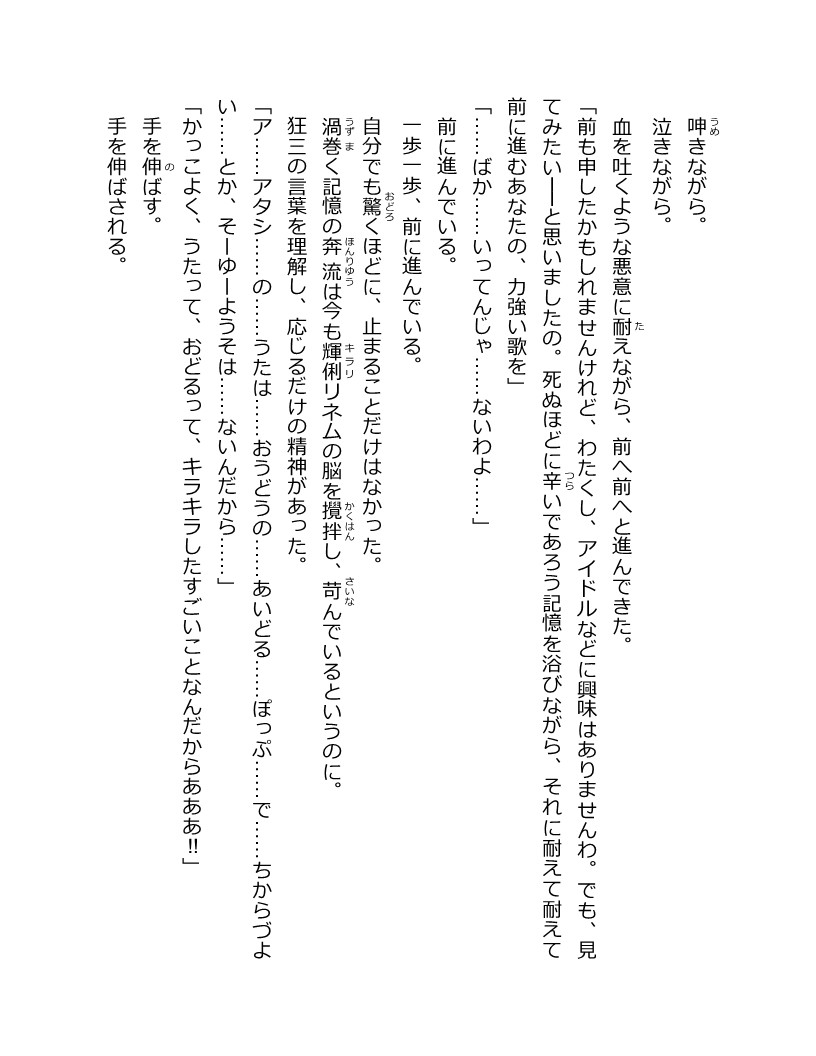 呻きながら。
泣きながら。
血を吐くような悪意に耐えながら、前へ前へと進んできた。
「前も申したかもしれませんけれど、わたくし、アイドルなどに興味はありませんわ。でも、見
てみたい――と思いましたの。死ぬほどに辛いであろう記憶を浴びながら、それに耐えて耐えて
前に進むあなたの、力強い歌を」
「……ばか……いってんじゃ……ないわよ……」
前に進んでいる。
一歩一歩、前に進んでいる。
自分でも驚くほどに、止まることだけはなかった。
渦巻く記憶の奔流は今も輝俐リネムの脳を攪拌し、苛んでいるというのに。
狂三の言葉を理解し、応じるだけの精神があった。
「ア……アタシ……の……うたは……おうどうの……あいどる……ぽっぷ……で……ちからづよ
い……とか、そーゆーようそは……ないんだから……」
「かっこよく、うたって、おどるって、キラキラしたすごいことなんだからあああ!!」
手を伸ばす。
手を伸ばされる。